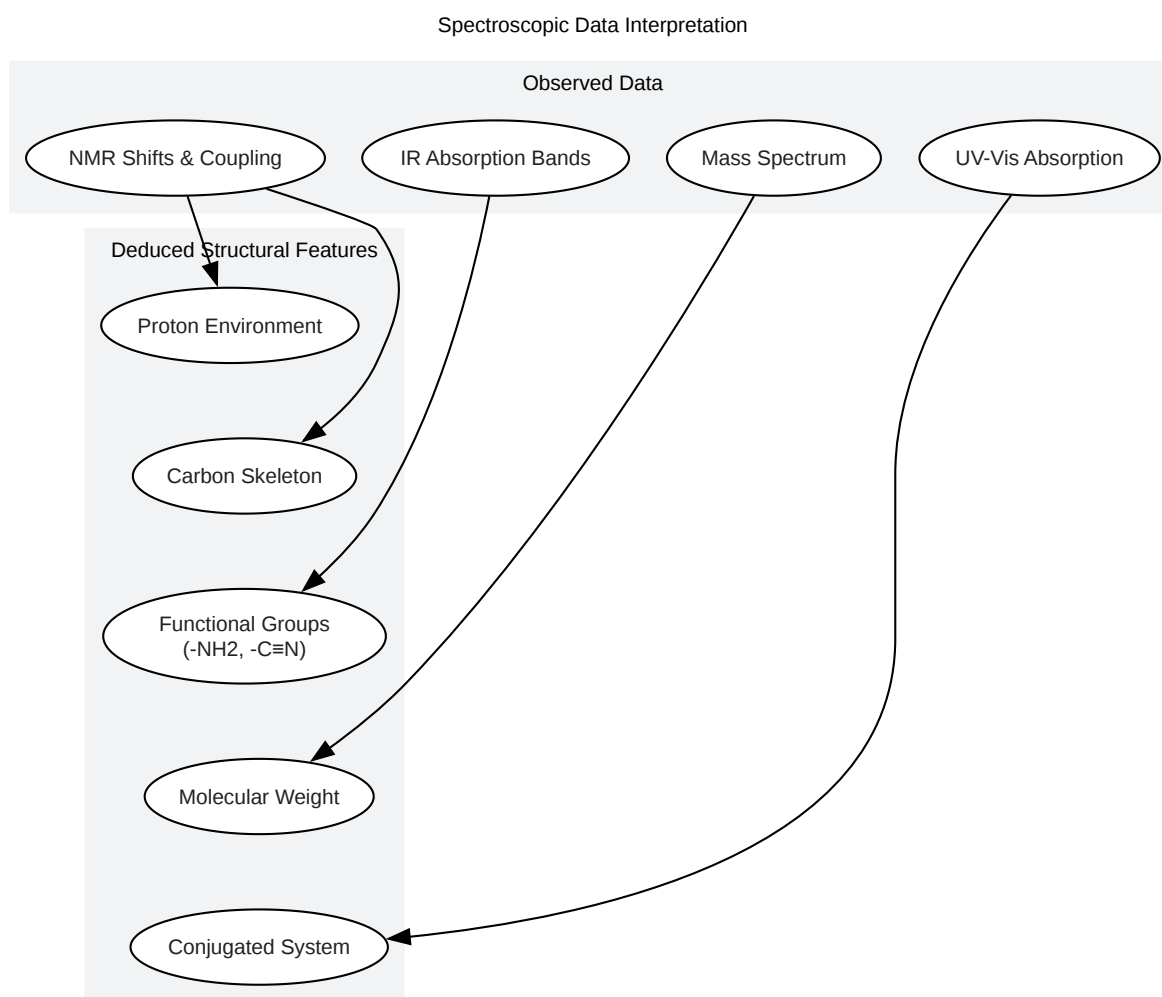 Spectroscopic Data Interpretation
Observed Data
NMR Shifts & Coupling
IR Absorption Bands
Mass Spectrum
UV-Vis Absorption
Deduced Structural Features
Proton Environment
Carbon Skeleton
Functional Groups
(-NH2, -C≡N)
Molecular Weight
Conjugated System